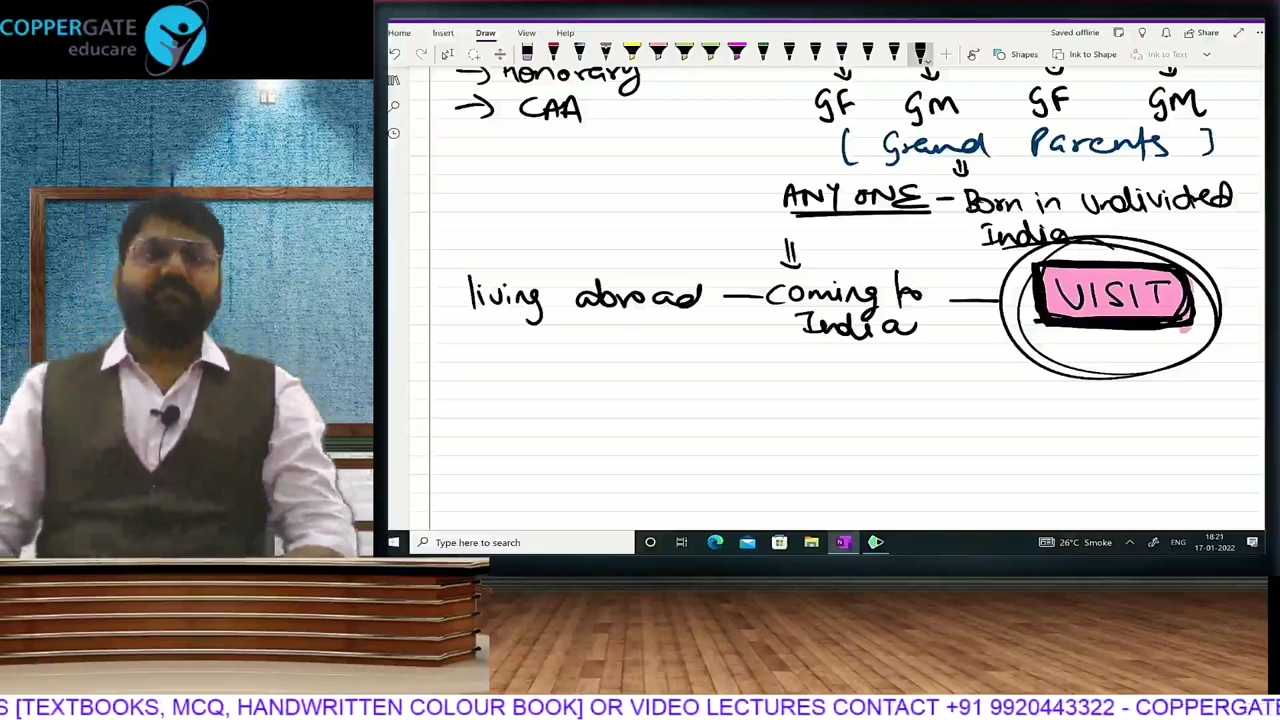 COPPERGATE
educare
Home Insert Draw View Help
Saved offline
Share
Shapes
Ink to Shape
Ink to Text
→ Honorary
→ CAA
GF GM GF GM
[ Grand Parents ]
ANY ONE – Born in undivided
India
living abroad – coming to
India – VISIT
Type here to search
26°C Smoke
ENG
18:21
17-01-2022
S [TEXTBOOKS, MCQ, HANDWRITTEN COLOUR BOOK] OR VIDEO LECTURES CONTACT +91 9920443322 - COPPERGATE